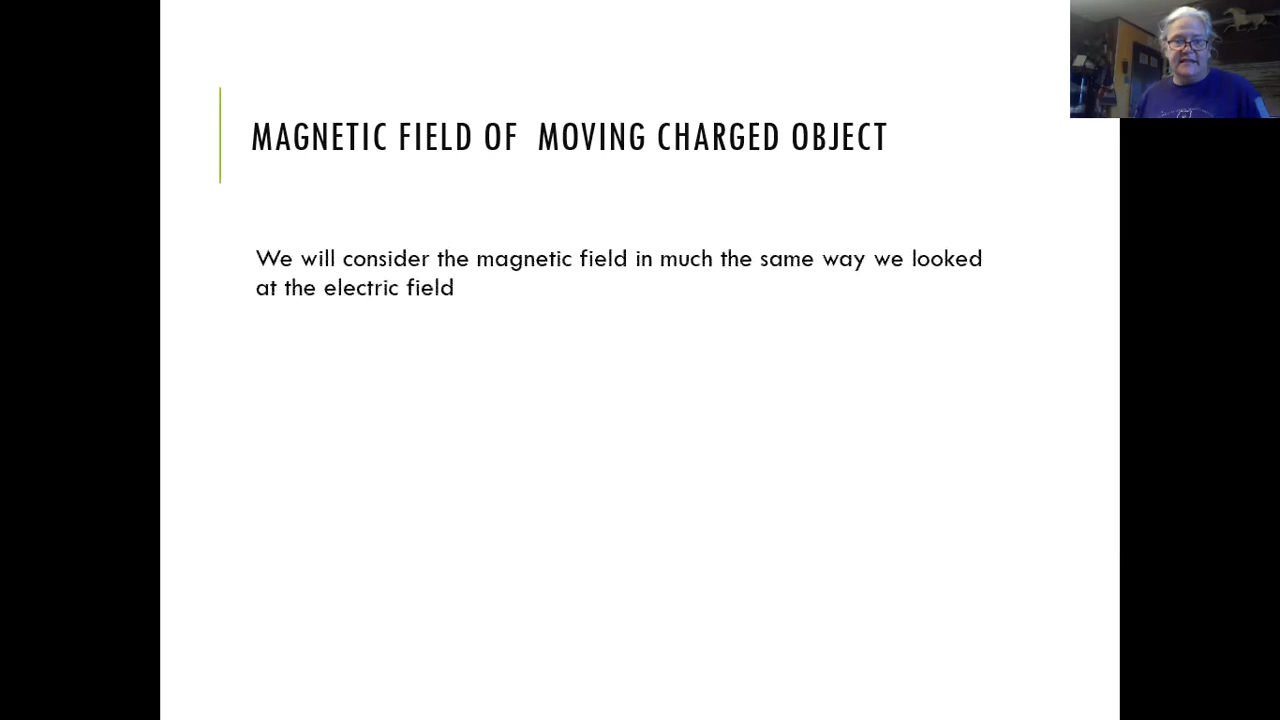 MAGNETIC FIELD OF MOVING CHARGED OBJECT
We will consider the magnetic field in much the same way we looked
at the electric field